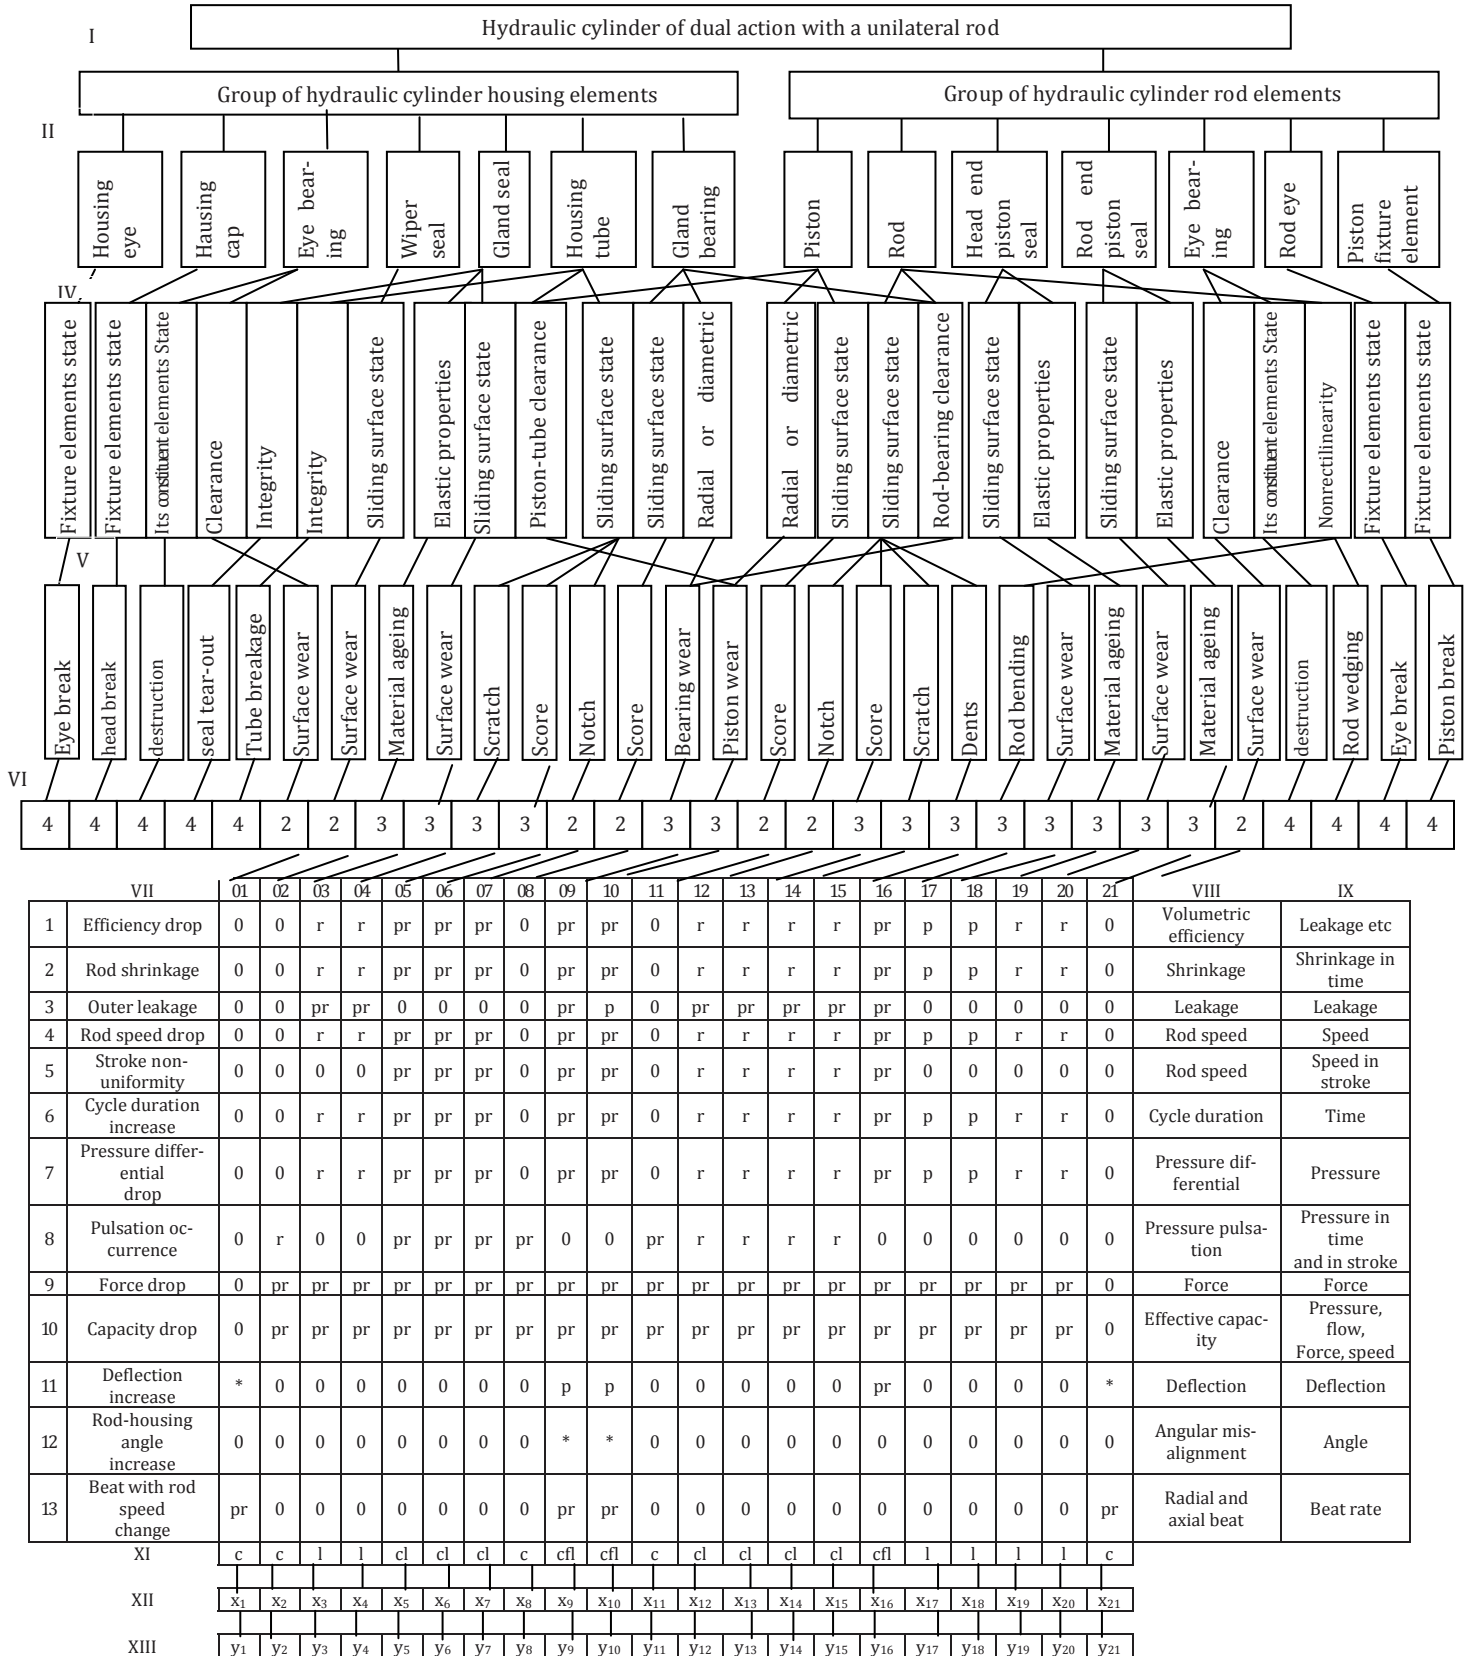 I
Hydraulic cylinder of dual action with a unilateral rod
Group of hydraulic cylinder housing elements
Group of hydraulic cylinder rod elements
II
Housing
eye
Hausing
cap
Eye bear-
ing
Wiper
seal
Gland seal
Housing
tube
Gland
bearing
Piston
Rod
Head end
piston
seal
Rod end
piston
seal
Eye bear-
ing
Rod eye
Piston
fixture
element
IV
Fixture elements state
Fixture elements state
Its constituent elements State
Clearance
Integrity
Integrity
Sliding surface state
Elastic properties
Sliding surface state
Piston-tube clearance
Sliding surface state
Sliding surface state
Radial or diametric
Radial or diametric
Sliding surface state
Sliding surface state
Rod-bearing clearance
Sliding surface state
Elastic properties
Sliding surface state
Elastic properties
Clearance
Its constituent elements State
Nonrectilinearity
Fixture elements state
Fixture elements state
V
Eye break
head break
destruction
seal tear-out
Tube breakage
Surface wear
Surface wear
Material ageing
Surface wear
Scratch
Score
Notch
Score
Bearing wear
Piston wear
Score
Notch
Score
Scratch
Dents
Rod bending
Surface wear
Material ageing
Surface wear
Material ageing
Surface wear
destruction
Rod wedging
Eye break
Piston break
VI
4 4 4 4 4 2 2 3 3 3 3 2 2 3 3 2 2 3 3 3 3 3 3 3 3 2 4 4 4 4
VII 01 02 03 04 05 06 07 08 09 10 11 12 13 14 15 16 17 18 19 20 21 VIII IX
1 Efficiency drop 0 0 r r pr pr pr 0 pr pr 0 r r r r pr p p r r 0 Volumetric
efficiency Leakage etc
2 Rod shrinkage 0 0 r r pr pr pr 0 pr pr 0 r r r r pr p p r r 0 Shrinkage Shrinkage in
time
3 Outer leakage 0 0 pr pr 0 0 0 0 pr p 0 pr pr pr pr pr 0 0 0 0 0 Leakage Leakage
4 Rod speed drop 0 0 r r pr pr pr 0 pr pr 0 r r r r pr p p r r 0 Rod speed Speed
5 Stroke non-
uniformity 0 0 0 0 pr pr pr 0 pr pr 0 r r r r pr 0 0 0 0 0 Rod speed Speed in
stroke
6 Cycle duration
increase 0 0 r r pr pr pr 0 pr pr 0 r r r r pr p p r r 0 Cycle duration Time
7 Pressure differ-
ential
drop 0 0 r r pr pr pr 0 pr pr 0 r r r r pr p p r r 0 Pressure dif-
ferential Pressure
8 Pulsation oc-
currence 0 r 0 0 pr pr pr pr 0 0 pr r r r r 0 0 0 0 0 0 Pressure pulsa-
tion Pressure in
time
and in stroke
9 Force drop 0 pr pr pr pr pr pr pr pr pr pr pr pr pr pr pr pr pr pr pr 0 Force Force
10 Capacity drop 0 pr pr pr pr pr pr pr pr pr pr pr pr pr pr pr pr pr pr pr 0 Effective capac-
ity Pressure,
flow,
Force, speed
11 Deflection
increase * 0 0 0 0 0 0 0 p p 0 0 0 0 0 pr 0 0 0 0 * Deflection Deflection
12 Rod-housing
angle
increase 0 0 0 0 0 0 0 0 * * 0 0 0 0 0 0 0 0 0 0 0 Angular mis-
alignment Angle
13 Beat with rod
speed
change pr 0 0 0 0 0 0 0 pr pr 0 0 0 0 0 0 0 0 0 0 pr Radial and
axial beat Beat rate
XI c c l l cl cl cl c cfl cfl c cl cl cl cl cfl l l l l c
XII x1 x2 x3 x4 x5 x6 x7 x8 x9 x10 x11 x12 x13 x14 x15 x16 x17 x18 x19 x20 x21
XIII y1 y2 y3 y4 y5 y6 y7 y8 y9 y10 y11 y12 y13 y14 y15 y16 y17 y18 y19 y20 y21